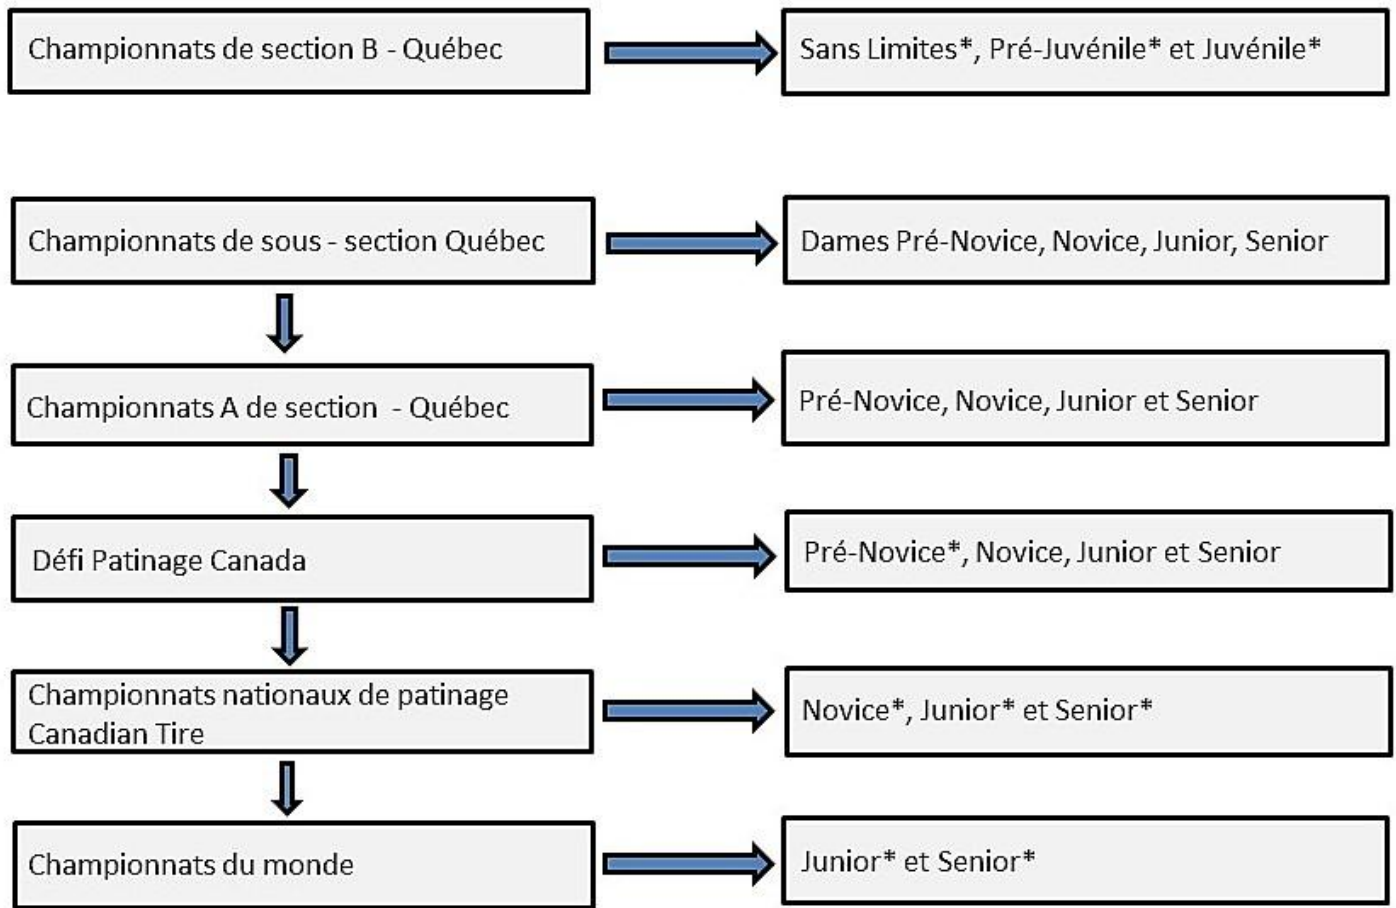 Championnats de section B - Québec
Sans Limites*, Pré-Juvénile* et Juvénile*
Championnats de sous - section Québec
Dames Pré-Novice, Novice, Junior, Senior
Championnats A de section - Québec
Pré-Novice, Novice, Junior et Senior
Défi Patinage Canada
Pré-Novice*, Novice, Junior et Senior
Championnats nationaux de patinage
Canadian Tire
Novice*, Junior* et Senior*
Championnats du monde
Junior* et Senior*